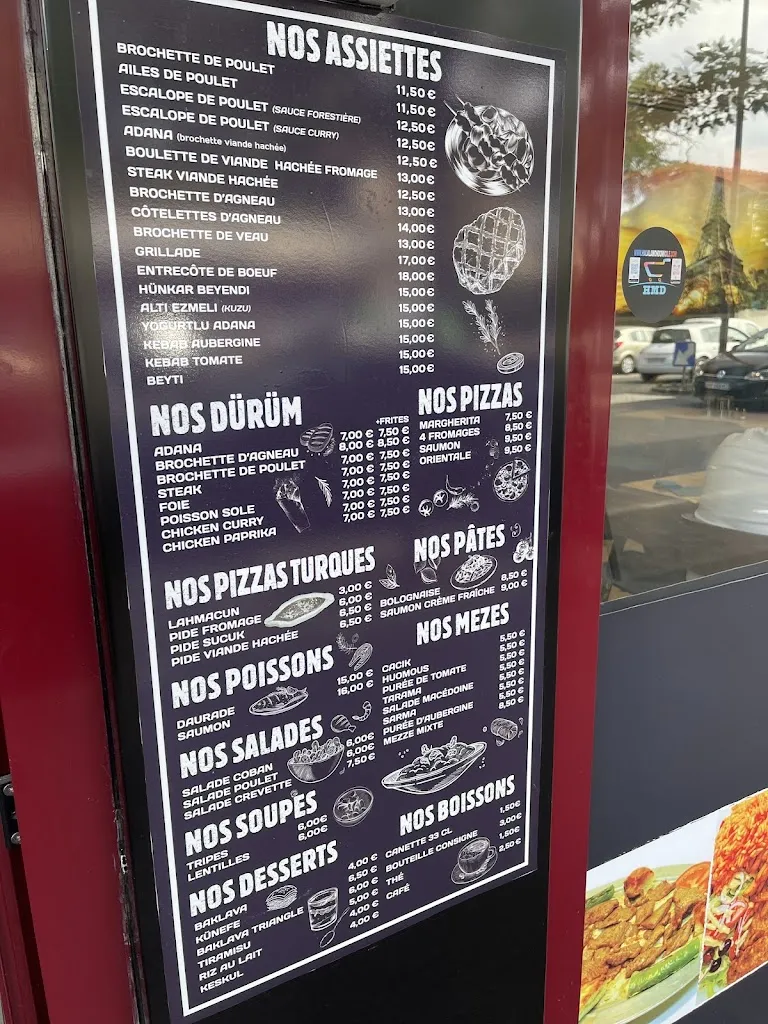 NOS ASSIETTES
BROCHETTE DE POULET 11,50 €
AILES DE POULET 11,50 €
ESCALOPE DE POULET (SAUCE FORESTIÈRE) 12,50 €
ESCALOPE DE POULET (SAUCE CURRY) 12,50 €
ADANA (brochette viande hachée) 12,50 €
BOULETTE DE VIANDE HACHÉE FROMAGE 13,00 €
STEAK VIANDE HACHÉE 12,50 €
BROCHETTE D'AGNEAU 13,00 €
CÔTELETTES D'AGNEAU 14,00 €
BROCHETTE DE VEAU 13,00 €
GRILLADE 17,00 €
ENTRECÔTE DE BOEUF 18,00 €
HÜNKAR BEYENDI 15,00 €
ALTI EZMELI (KUZU) 15,00 €
YOGURTLU ADANA 15,00 €
KEBAB AUBERGINE 15,00 €
KEBAB TOMATE 15,00 €
BEYTI 15,00 €
NOS DÜRÜM
+FRITES
ADANA 7,00 € 7,50 €
BROCHETTE D'AGNEAU 8,00 € 8,50 €
BROCHETTE DE POULET 7,00 € 7,50 €
STEAK 7,00 € 7,50 €
FOIE 7,00 € 7,50 €
POISSON SOLE 7,00 € 7,50 €
CHICKEN CURRY 7,00 € 7,50 €
CHICKEN PAPRIKA 7,00 € 7,50 €
NOS PIZZAS
MARGHERITA 7,50 €
4 FROMAGES 8,50 €
SAUMON 9,50 €
ORIENTALE 9,50 €
NOS PIZZAS TURQUES
LAHMACUN 3,00 €
PIDE FROMAGE 6,00 €
PIDE SUCUK 6,50 €
PIDE VIANDE HACHÉE 6,50 €
NOS PÂTES
BOLOGNAISE 8,50 €
SAUMON CRÈME FRAÎCHE 9,00 €
NOS POISSONS
DAURADE 15,00 €
SAUMON 16,00 €
NOS MEZES
CACIK 5,50 €
HUOMOUS 5,50 €
PURÉE DE TOMATE 5,50 €
TARAMA 5,50 €
SALADE MACÉDOINE 5,50 €
SARMA 5,50 €
PURÉE D'AUBERGINE 5,50 €
MEZZE MIXTE 8,50 €
NOS SALADES
SALADE COBAN 6,00 €
SALADE POULET 6,00 €
SALADE CREVETTE 7,50 €
NOS SOUPES
TRIPES 6,00 €
LENTILLES 6,00 €
NOS BOISSONS
CANETTE 33 CL 1,50 €
BOUTEILLE CONSIGNE 3,00 €
THÉ 1,50 €
CAFÉ 2,50 €
NOS DESSERTS
BAKLAVA 4,00 €
KÜNEFE 6,50 €
BAKLAVA TRIANGLE 6,00 €
TIRAMISU 5,00 €
RIZ AU LAIT 4,00 €
KESKUL 4,00 €
HMD